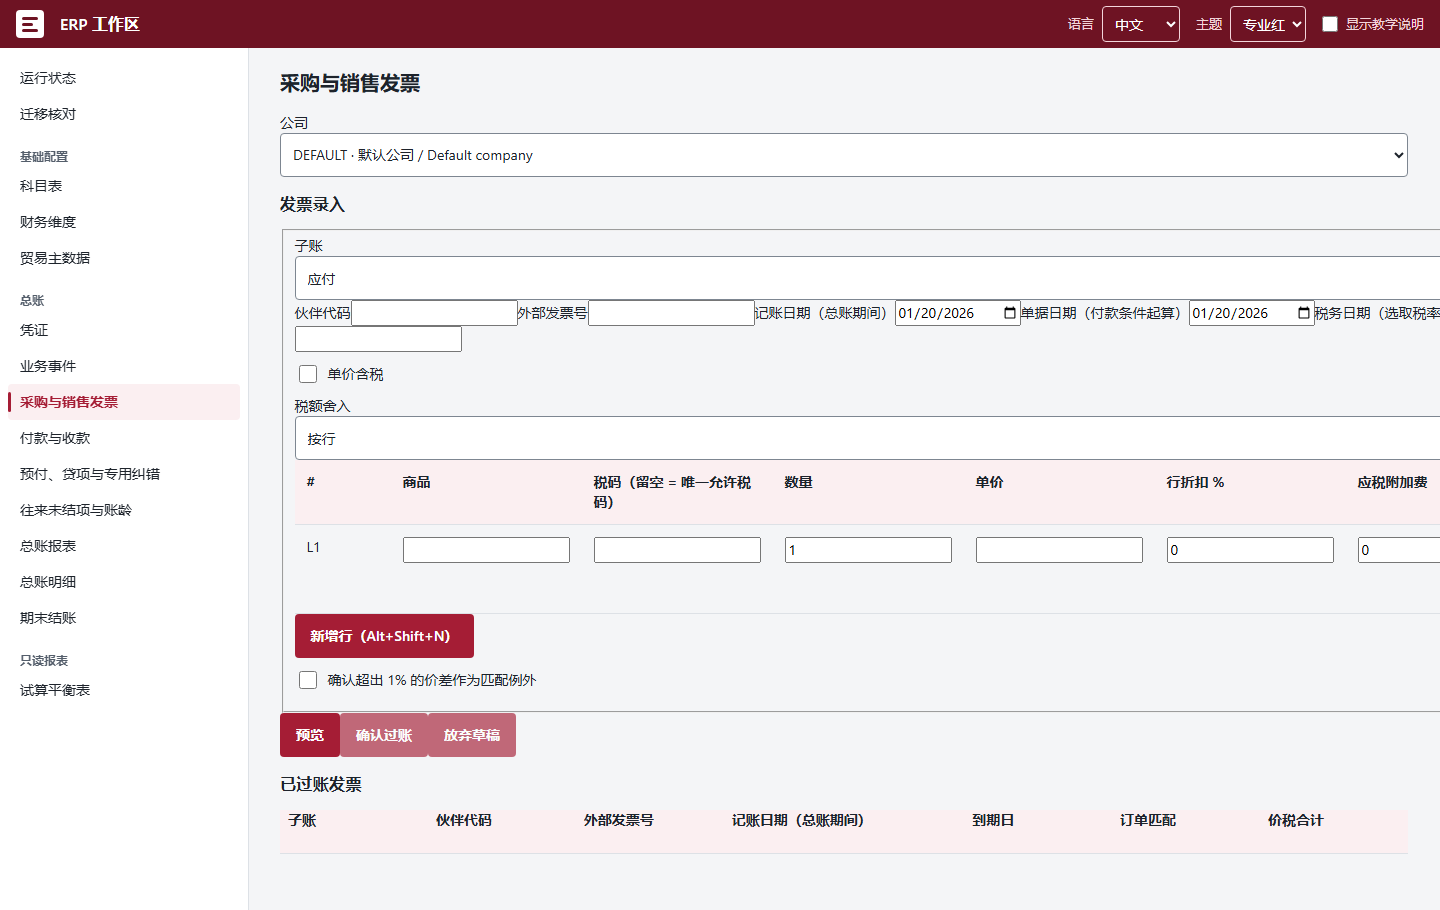 ERP 工作区
语言 中文 主题 专业红 显示教学说明
运行状态
迁移核对
基础配置
科目表
财务维度
贸易主数据
总账
凭证
业务事件
采购与销售发票
付款与收款
预付、贷项与专用纠错
往来未结项与账龄
总账报表
总账明细
期末结账
只读报表
试算平衡表
采购与销售发票
公司
DEFAULT · 默认公司 / Default company
发票录入
子账
应付
伙伴代码 外部发票号 记账日期（总账期间） 01/20/2026 单据日期（付款条件起算） 01/20/2026 税务日期（选取税率
单价含税
税额舍入
按行
# 商品 税码（留空 = 唯一允许税码） 数量 单价 行折扣 % 应税附加费
L1 1 0 0
新增行（Alt+Shift+N）
确认超出 1% 的价差作为匹配例外
预览 确认过账 放弃草稿
已过账发票
子账 伙伴代码 外部发票号 记账日期（总账期间） 到期日 订单匹配 价税合计